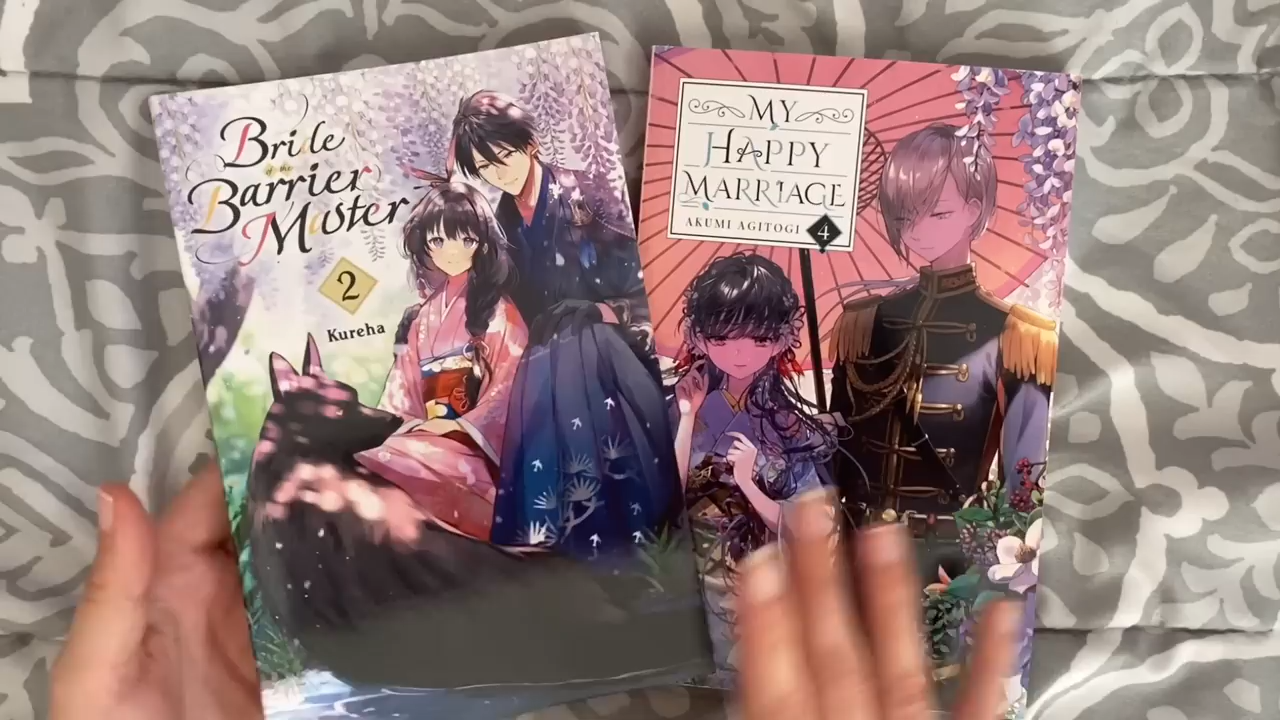 Bride
of the
Barrier
Master
2
Kureha
MY
HAPPY
MARRIAGE
AKUMI AGITOGI
4